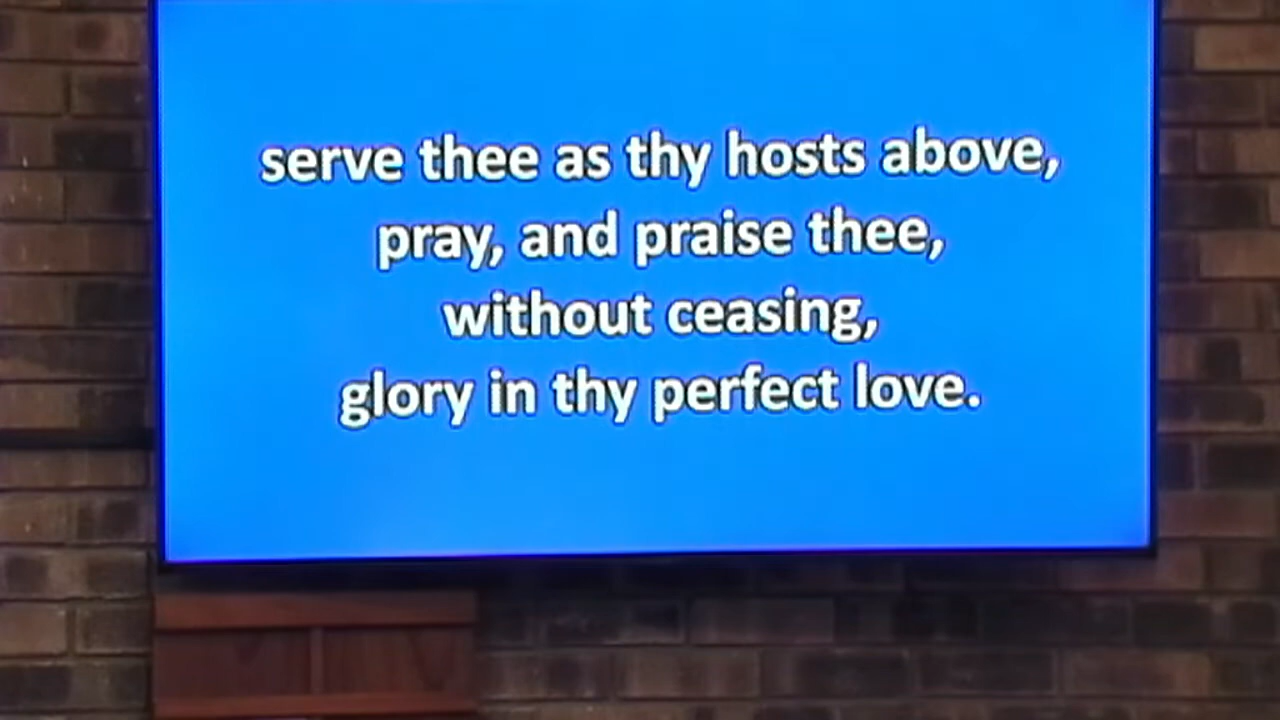 serve thee as thy hosts above,
pray, and praise thee,
without ceasing,
glory in thy perfect love.